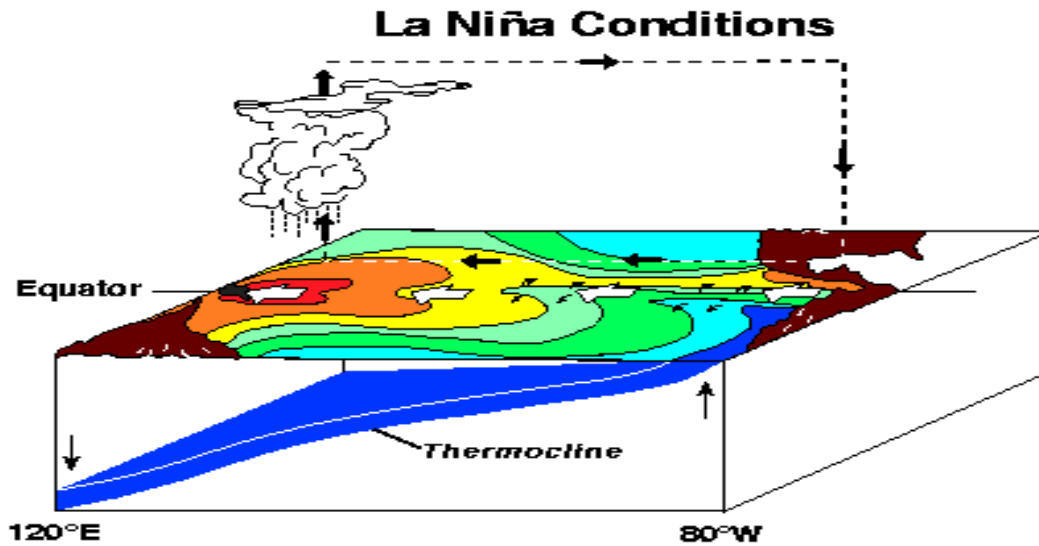 La Niña Conditions
Equator
Thermocline
120°E
80°W